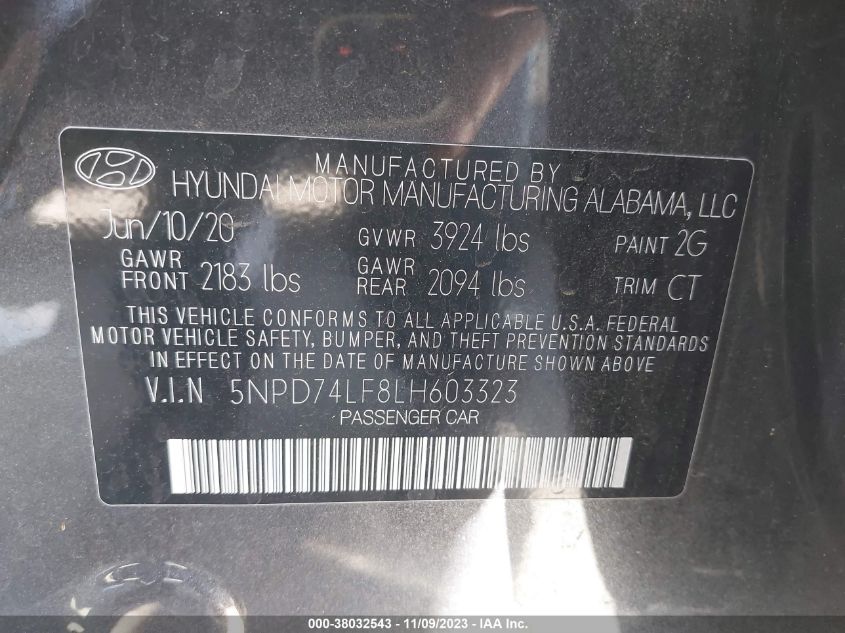 MANUFACTURED BY
HYUNDAI MOTOR MANUFACTURING ALABAMA, LLC
Jun/10/20 GVWR 3924 lbs PAINT 2G
GAWR FRONT 2183 lbs GAWR REAR 2094 lbs TRIM CT
THIS VEHICLE CONFORMS TO ALL APPLICABLE U.S.A. FEDERAL
MOTOR VEHICLE SAFETY, BUMPER, AND THEFT PREVENTION STANDARDS
IN EFFECT ON THE DATE OF MANUFACTURE SHOWN ABOVE
V.I.N 5NPD74LF8LH603323
PASSENGER CAR
000-38032543 - 11/09/2023 - IAA Inc.